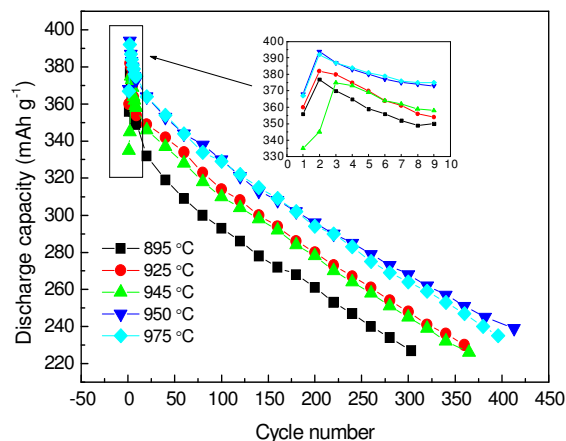 400
380
360
340
320
300
280
260
240
220
Discharge capacity (mAh g⁻¹)
-50 0 50 100 150 200 250 300 350 400 450
Cycle number
895 °C
925 °C
945 °C
950 °C
975 °C
400
390
380
370
360
350
340
330
0 1 2 3 4 5 6 7 8 9 10